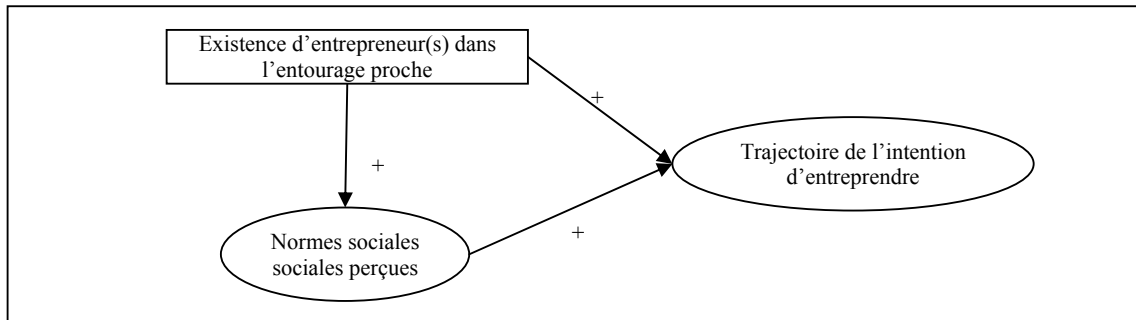 Existence d’entrepreneur(s) dans
l’entourage proche
+
Trajectoire de l’intention
d’entreprendre
+
+
Normes sociales
sociales perçues